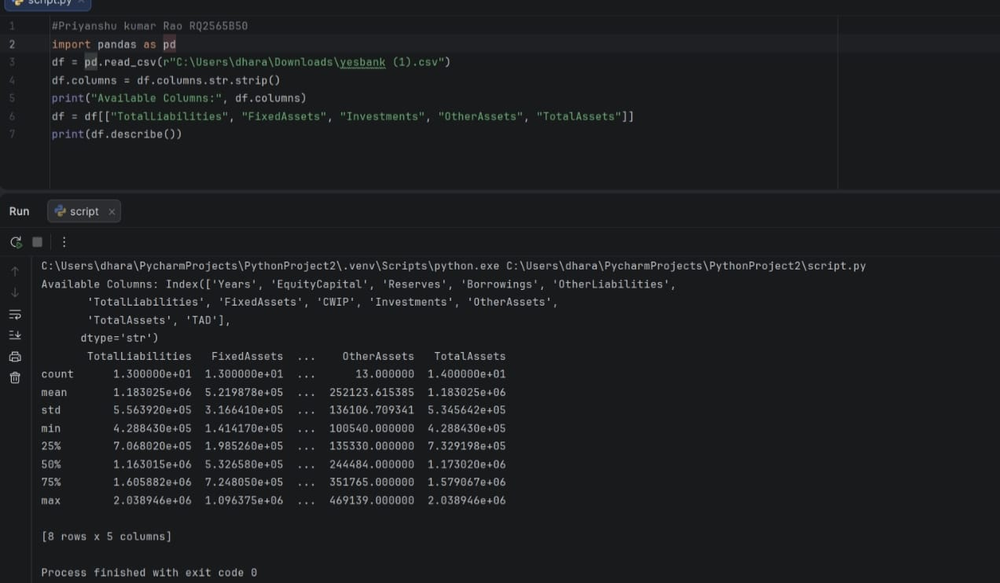 script.py ×
1 #Priyanshu kumar Rao RQ2565B50
2 import pandas as pd
3 df = pd.read_csv(r"C:\Users\dhara\Downloads\yesbank (1).csv")
4 df.columns = df.columns.str.strip()
5 print("Available Columns:", df.columns)
6 df = df[["TotalLiabilities", "FixedAssets", "Investments", "OtherAssets", "TotalAssets"]]
7 print(df.describe())
Run script ×
C:\Users\dhara\PycharmProjects\PythonProject2\.venv\Scripts\python.exe C:\Users\dhara\PycharmProjects\PythonProject2\script.py
Available Columns: Index(['Years', 'EquityCapital', 'Reserves', 'Borrowings', 'OtherLiabilities',
'TotalLiabilities', 'FixedAssets', 'CWIP', 'Investments', 'OtherAssets',
'TotalAssets', 'TAD'],
dtype='str')
TotalLiabilities FixedAssets ... OtherAssets TotalAssets
count 1.300000e+01 1.300000e+01 ... 13.000000 1.400000e+01
mean 1.183025e+06 5.219878e+05 ... 252123.615385 1.183025e+06
std 5.563920e+05 3.166410e+05 ... 136106.709341 5.345642e+05
min 4.288430e+05 1.414170e+05 ... 100540.000000 4.288430e+05
25% 7.068020e+05 1.985260e+05 ... 135330.000000 7.329198e+05
50% 1.163015e+06 5.326580e+05 ... 244484.000000 1.173020e+06
75% 1.605882e+06 7.248050e+05 ... 351765.000000 1.579067e+06
max 2.038946e+06 1.096375e+06 ... 469139.000000 2.038946e+06
[8 rows x 5 columns]
Process finished with exit code 0